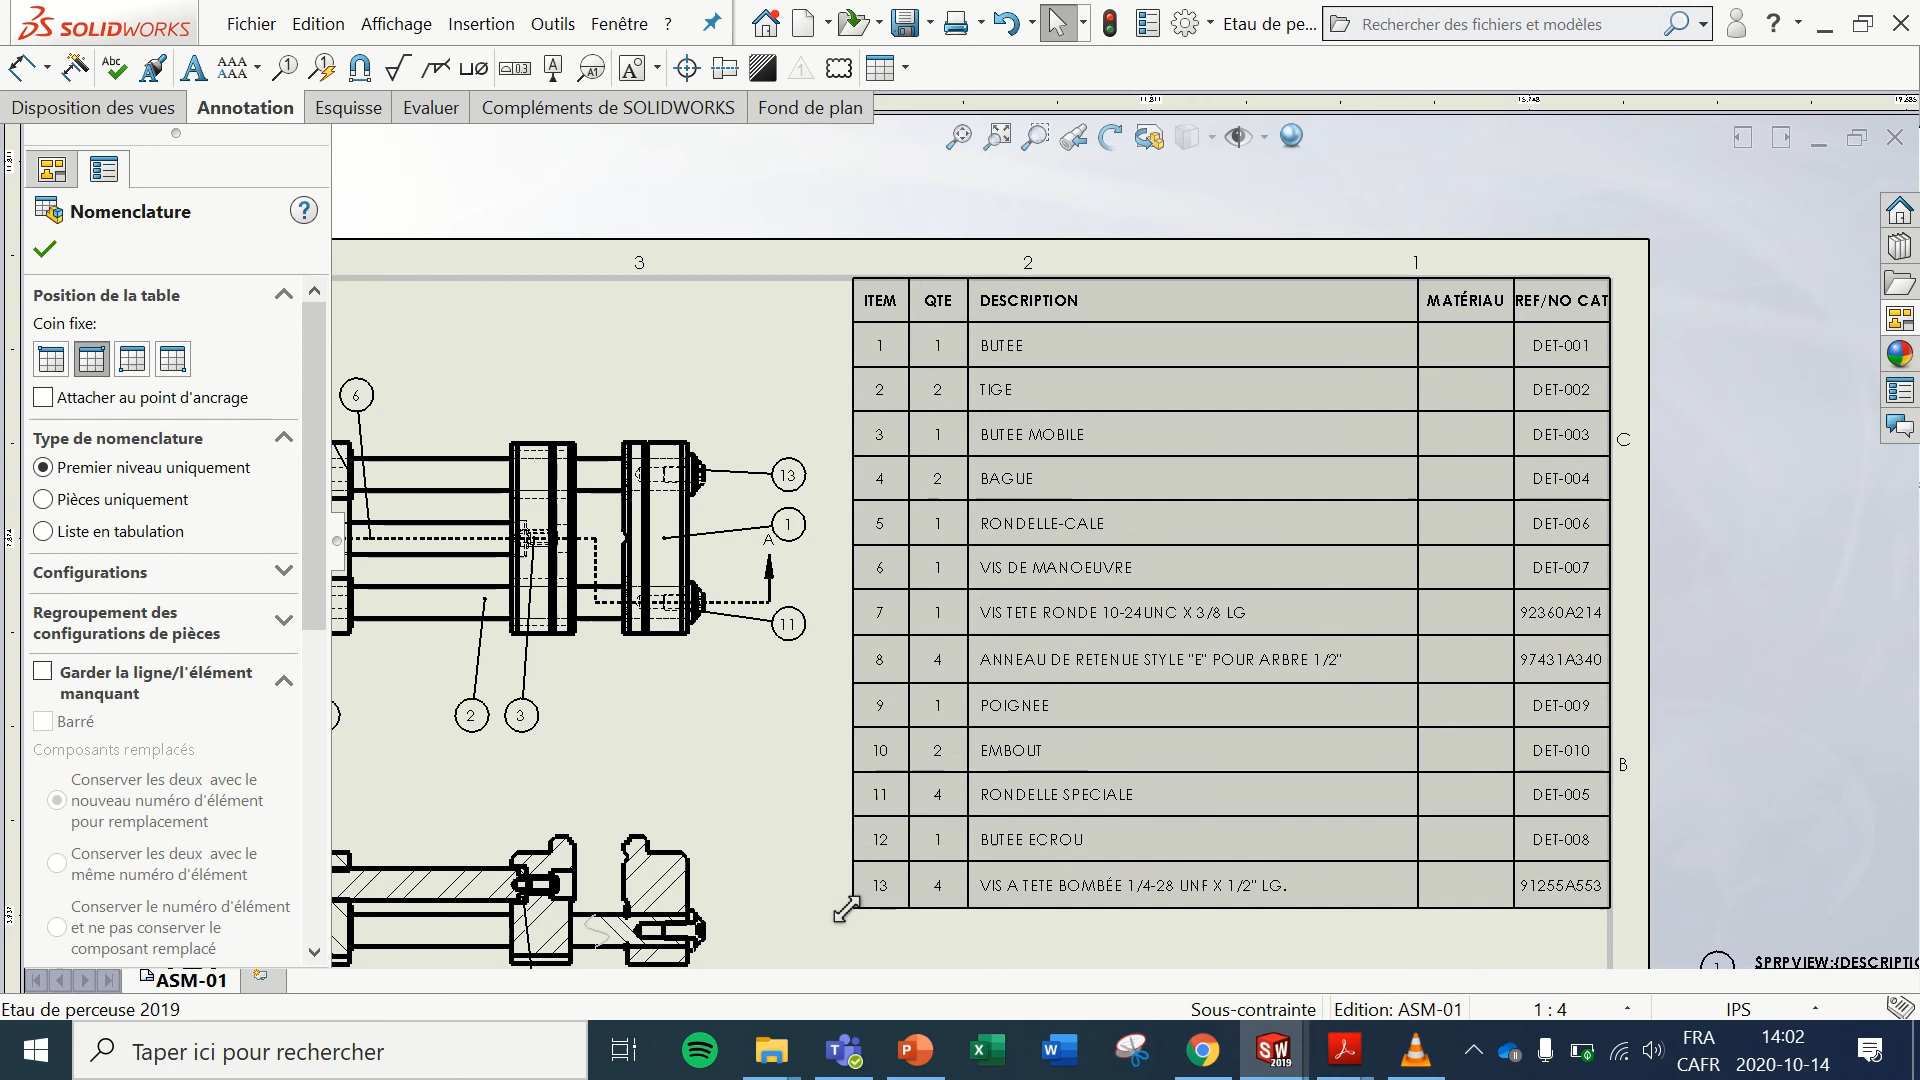 SOLIDWORKS
Fichier Edition Affichage Insertion Outils Fenêtre ?
Etau de pe...
Rechercher des fichiers et modèles
Disposition des vues Annotation Esquisse Evaluer Compléments de SOLIDWORKS Fond de plan
Nomenclature
Position de la table
Coin fixe:
Attacher au point d'ancrage
Type de nomenclature
Premier niveau uniquement
Pièces uniquement
Liste en tabulation
Configurations
Regroupement des
configurations de pièces
Garder la ligne/l'élément
manquant
Barré
Composants remplacés
Conserver les deux avec le
nouveau numéro d'élément
pour remplacement
Conserver les deux avec le
même numéro d'élément
Conserver le numéro d'élément
et ne pas conserver le
composant remplacé
3 2 1
6
13
1
A
11
2 3
C
B
ITEM QTE DESCRIPTION MATÉRIAU REF/NO CAT
1 1 BUTEE DET-001
2 2 TIGE DET-002
3 1 BUTEE MOBILE DET-003
4 2 BAGUE DET-004
5 1 RONDELLE-CALE DET-006
6 1 VIS DE MANOEUVRE DET-007
7 1 VIS TETE RONDE 10-24UNC X 3/8 LG 92360A214
8 4 ANNEAU DE RETENUE STYLE "E" POUR ARBRE 1/2" 97431A340
9 1 POIGNEE DET-009
10 2 EMBOUT DET-010
11 4 RONDELLE SPECIALE DET-005
12 1 BUTEE ECROU DET-008
13 4 VIS A TETE BOMBÉE 1/4-28 UNF X 1/2" LG. 91255A553
1 $PRPVIEW:{DESCRIPTIO
ASM-01
Etau de perceuse 2019
Sous-contrainte Edition: ASM-01 1 : 4 IPS
Taper ici pour rechercher
FRA
CAFR
14:02
2020-10-14